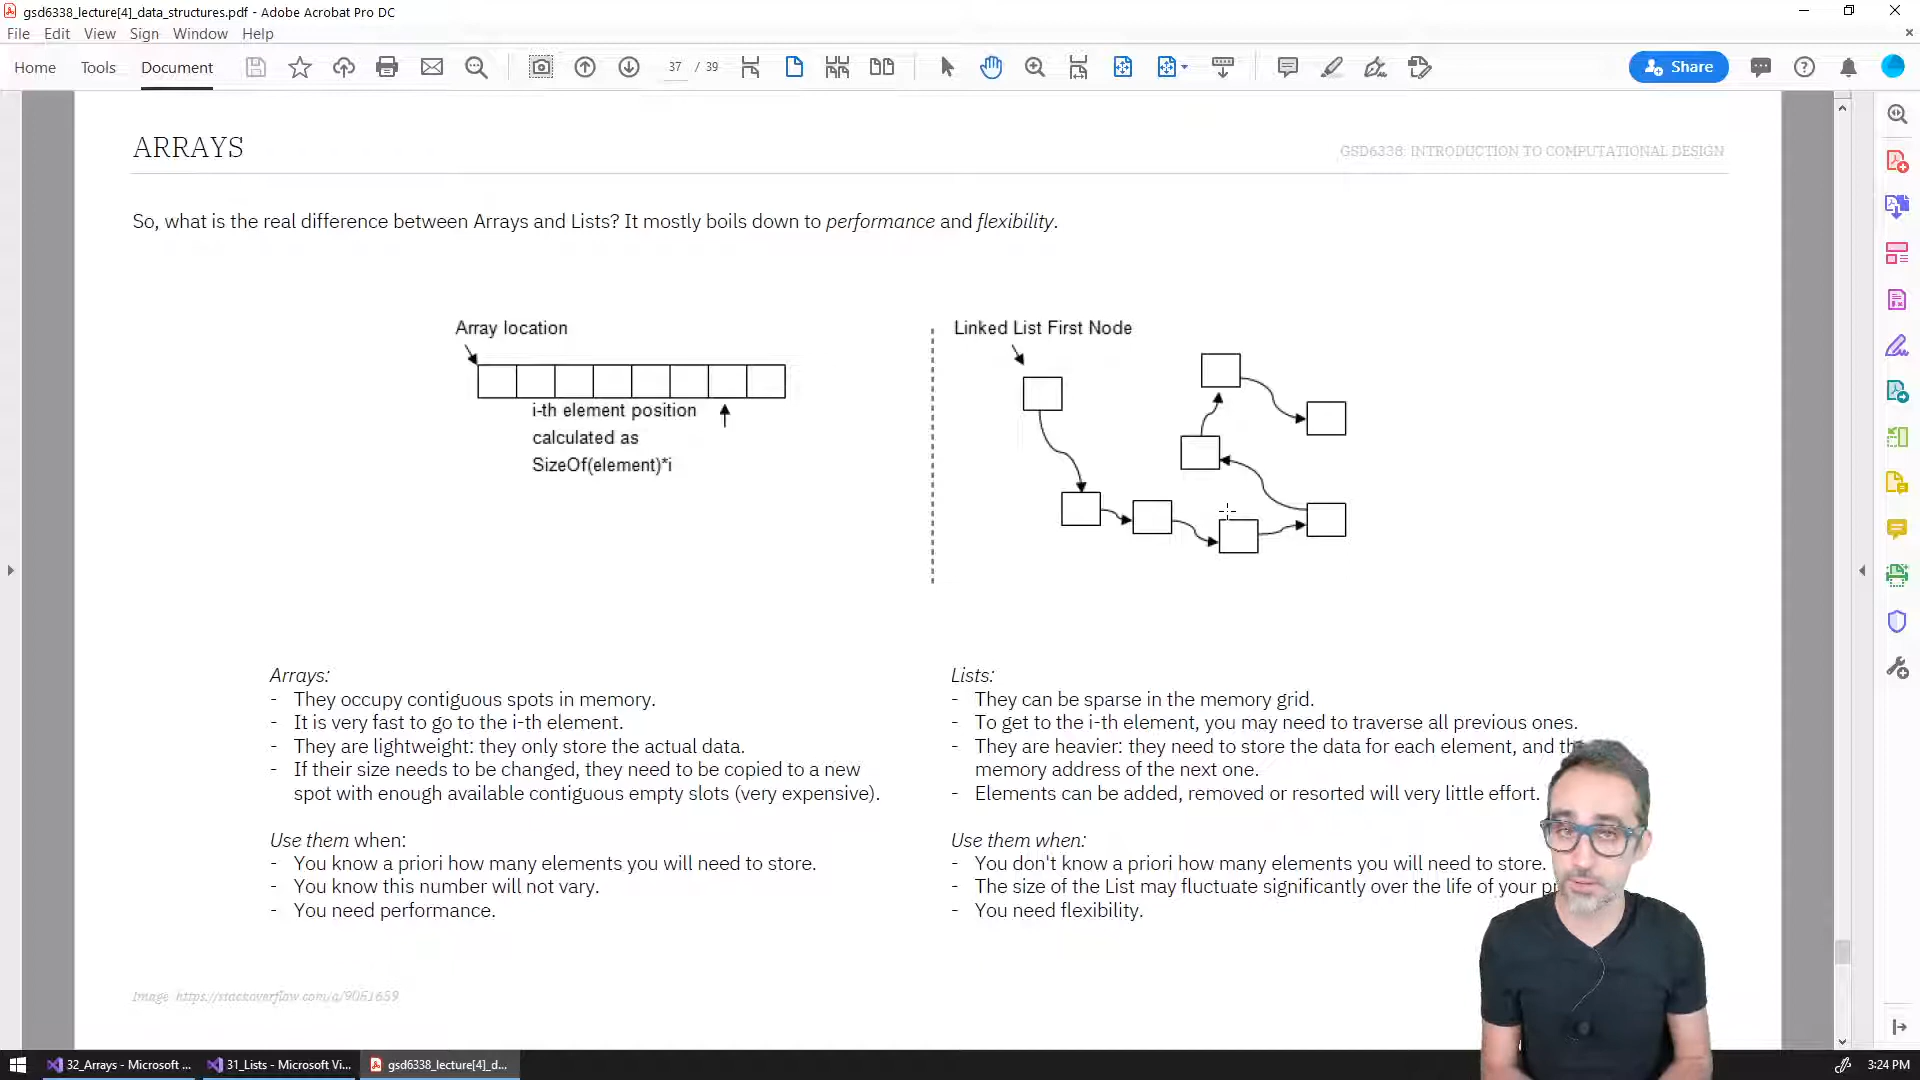 gsd6338_lecture[4]_data_structures.pdf - Adobe Acrobat Pro DC
File Edit View Sign Window Help
Home Tools Document 37 / 39 Share
ARRAYS
GSD6338: INTRODUCTION TO COMPUTATIONAL DESIGN
So, what is the real difference between Arrays and Lists? It mostly boils down to performance and flexibility.
Array location
i-th element position
calculated as
SizeOf(element)*i
Linked List First Node
Arrays:
- They occupy contiguous spots in memory.
- It is very fast to go to the i-th element.
- They are lightweight: they only store the actual data.
- If their size needs to be changed, they need to be copied to a new
spot with enough available contiguous empty slots (very expensive).
Use them when:
- You know a priori how many elements you will need to store.
- You know this number will not vary.
- You need performance.
Lists:
- They can be sparse in the memory grid.
- To get to the i-th element, you may need to traverse all previous ones.
- They are heavier: they need to store the data for each element, and
memory address of the next one.
- Elements can be added, removed or resorted will very little effort.
Use them when:
- You don't know a priori how many elements you will need to store.
- The size of the List may fluctuate significantly over the life of your
- You need flexibility.
Image https://stackoverflow.com/a/9051659
32_Arrays - Microsoft ... 31_Lists - Microsoft Vi... gsd6338_lecture[4]_d... 3:24 PM